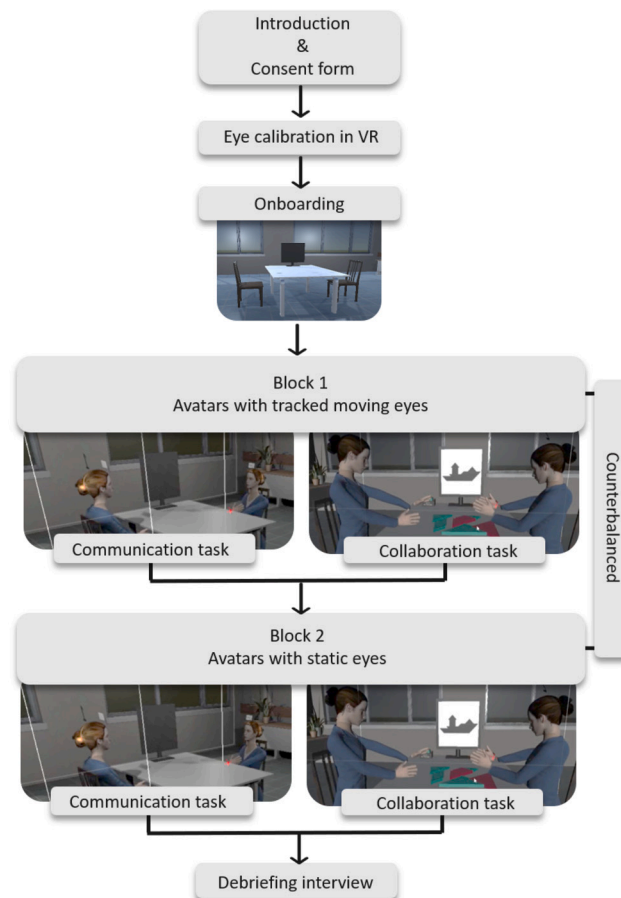 Introduction
&
Consent form
Eye calibration in VR
Onboarding
Block 1
Avatars with tracked moving eyes
Communication task
Collaboration task
Counterbalanced
Block 2
Avatars with static eyes
Communication task
Collaboration task
Debriefing interview